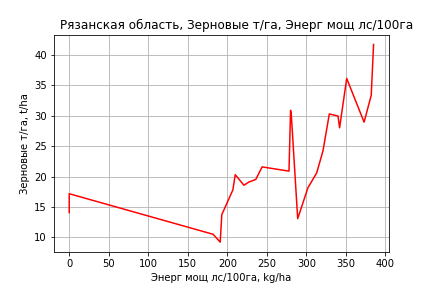 Рязанская область, Зерновые т/га, Энерг мощ лс/100га
Зерновые т/га, t/ha
40
35
30
25
20
15
10
0 50 100 150 200 250 300 350 400
Энерг мощ лс/100га, kg/ha